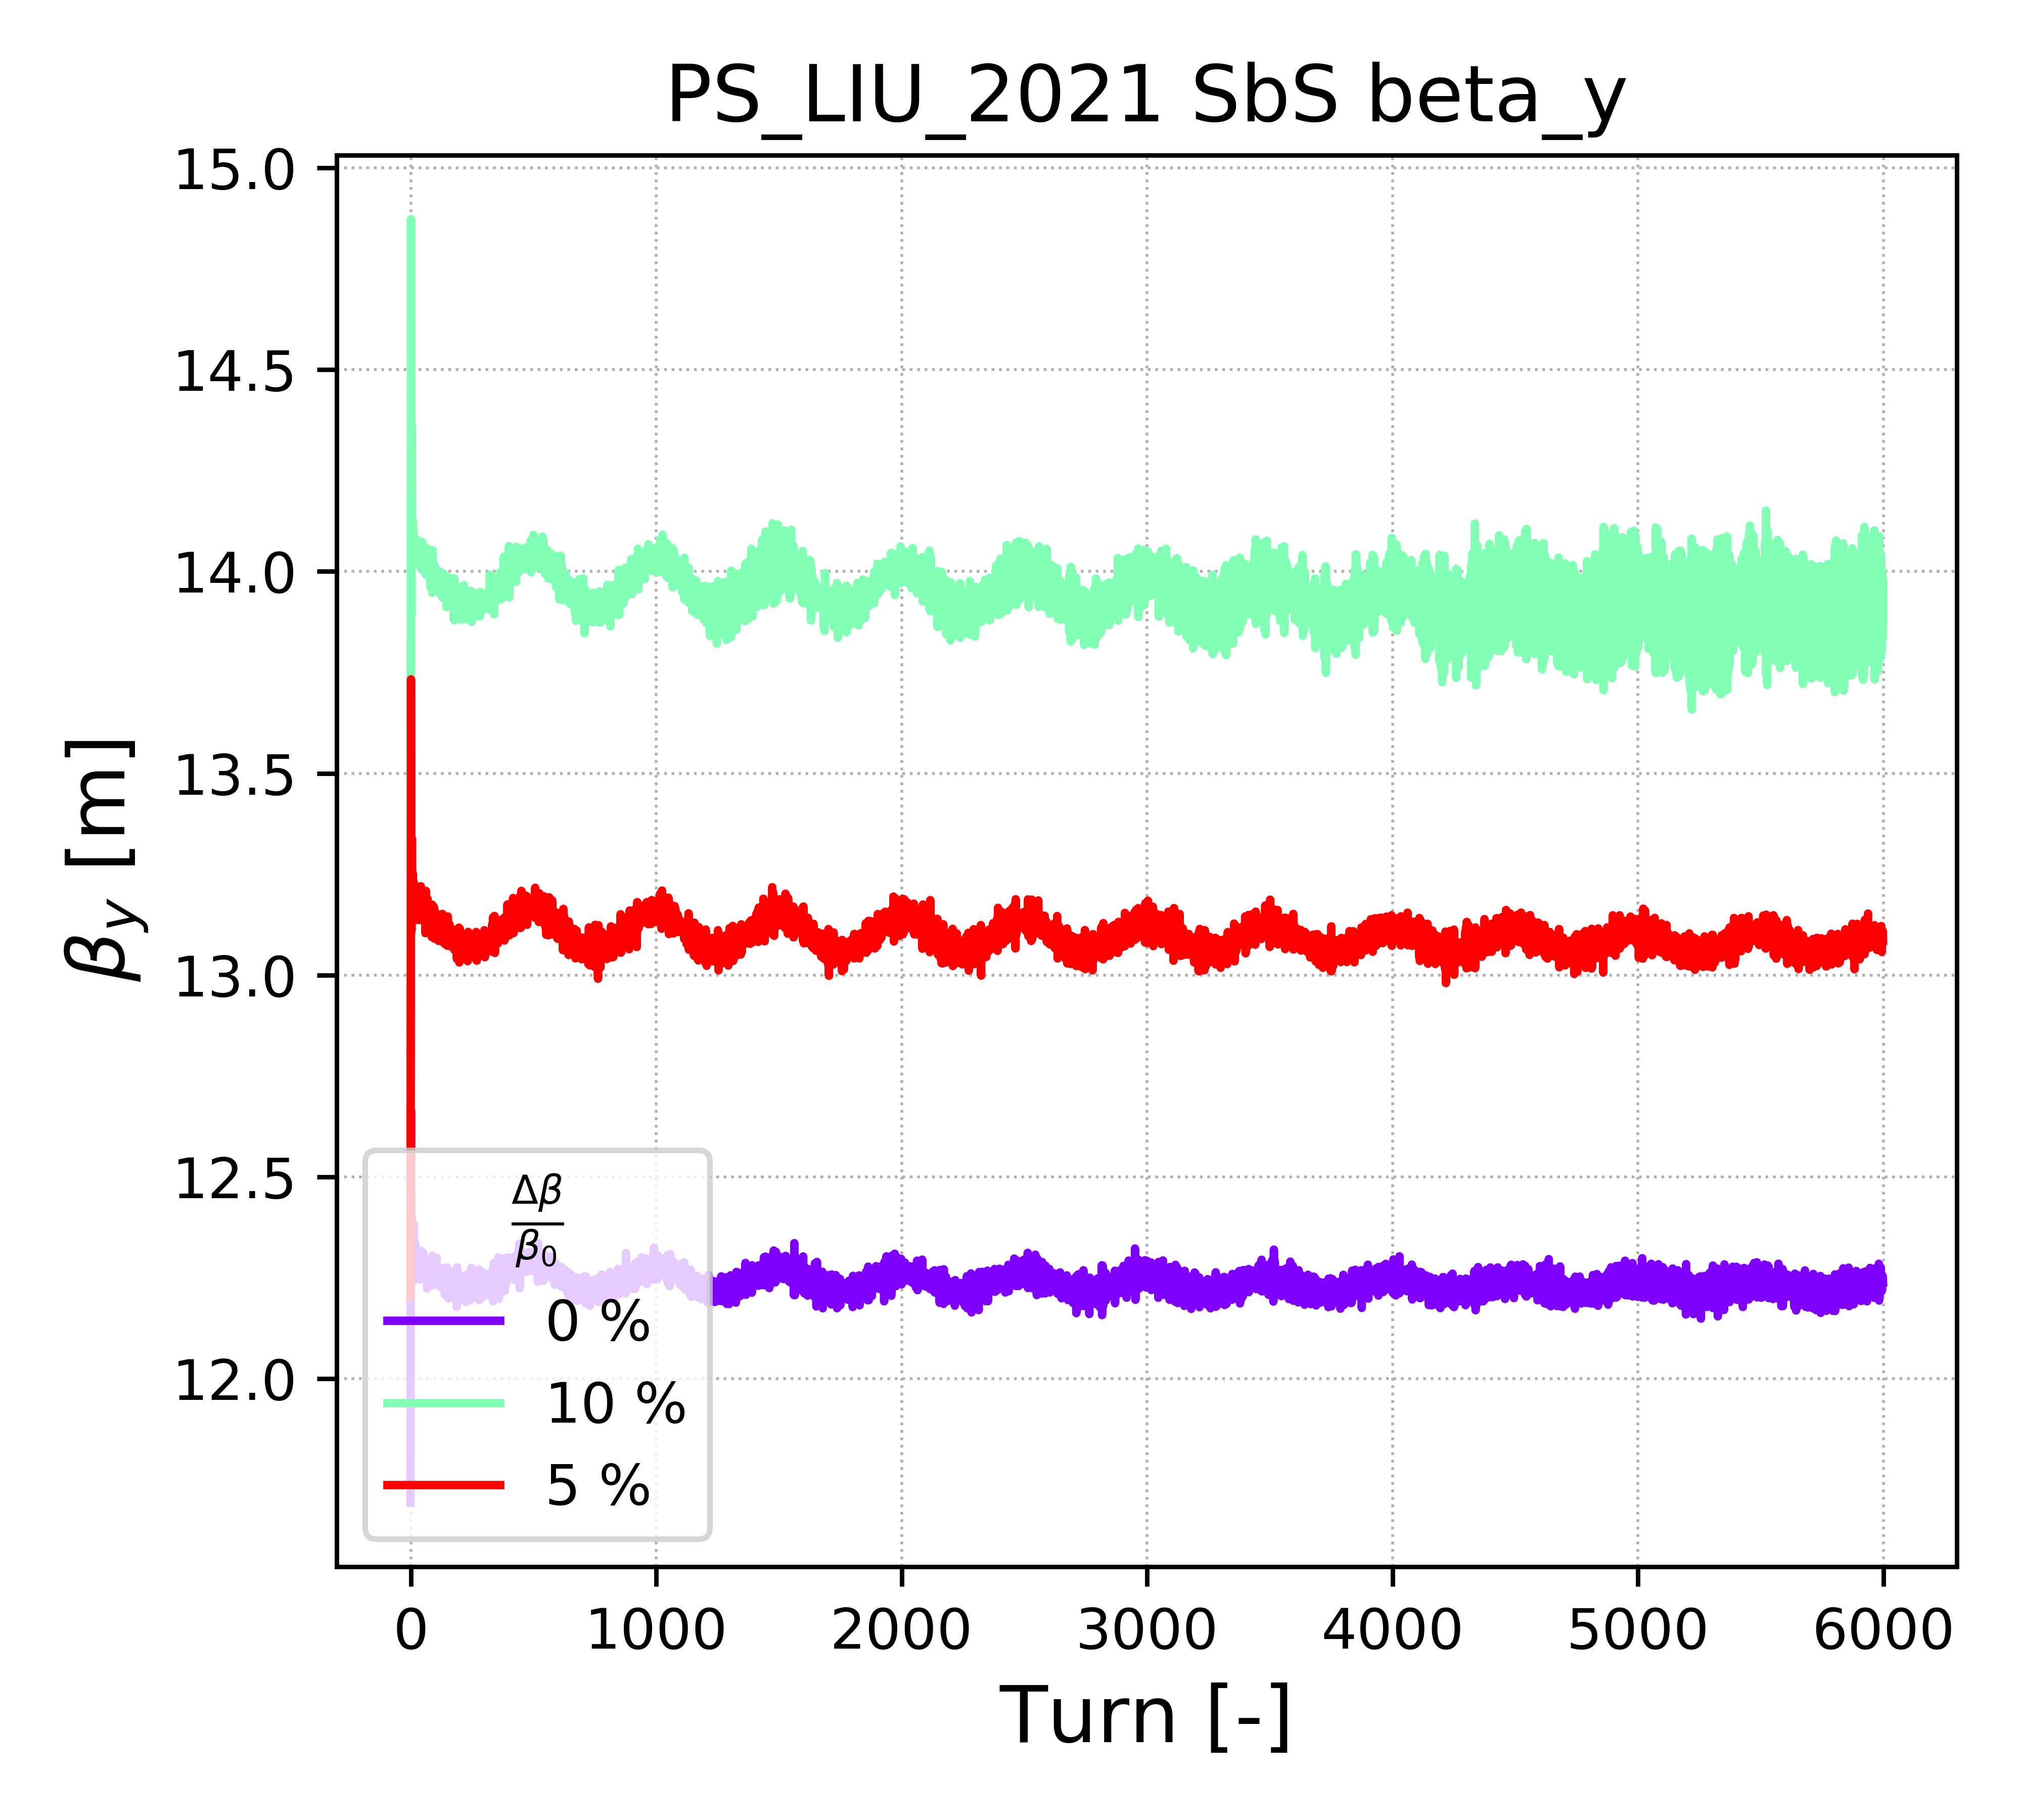 PS_LIU_2021 SbS beta_y
15.0
14.5
14.0
13.5
13.0
12.5
12.0
β_y [m]
Δβ
β₀
0 %
10 %
5 %
0 1000 2000 3000 4000 5000 6000
Turn [-]